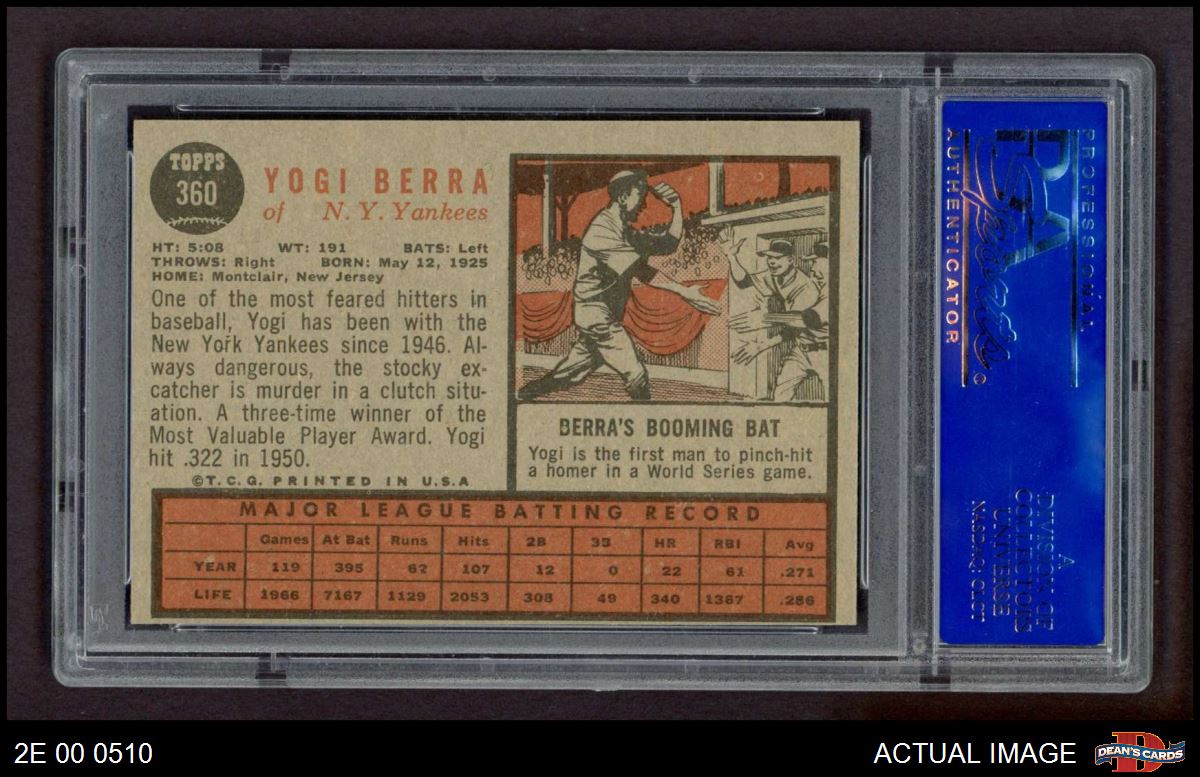 TOPPS
360
YOGI BERRA
of N. Y. Yankees
HT: 5:08 WT: 191 BATS: Left
THROWS: Right BORN: May 12, 1925
HOME: Montclair, New Jersey
One of the most feared hitters in
baseball, Yogi has been with the
New York Yankees since 1946. Al-
ways dangerous, the stocky ex-
catcher is murder in a clutch situ-
ation. A three-time winner of the
Most Valuable Player Award. Yogi
hit .322 in 1950.
©T.C.G. PRINTED IN U.S.A
BERRA'S BOOMING BAT
Yogi is the first man to pinch-hit
a homer in a World Series game.
MAJOR LEAGUE BATTING RECORD
Games At Bat Runs Hits 2B 3B HR RBI Avg
YEAR 119 395 62 107 12 0 22 61 .271
LIFE 1966 7167 1129 2053 308 49 340 1367 .286
PROFESSIONAL
PSA
Sports
AUTHENTICATOR
A
DIVISION OF
COLLECTORS
UNIVERSE
NASDAQ: CLCT
2E 00 0510
ACTUAL IMAGE
DEAN'S CARDS